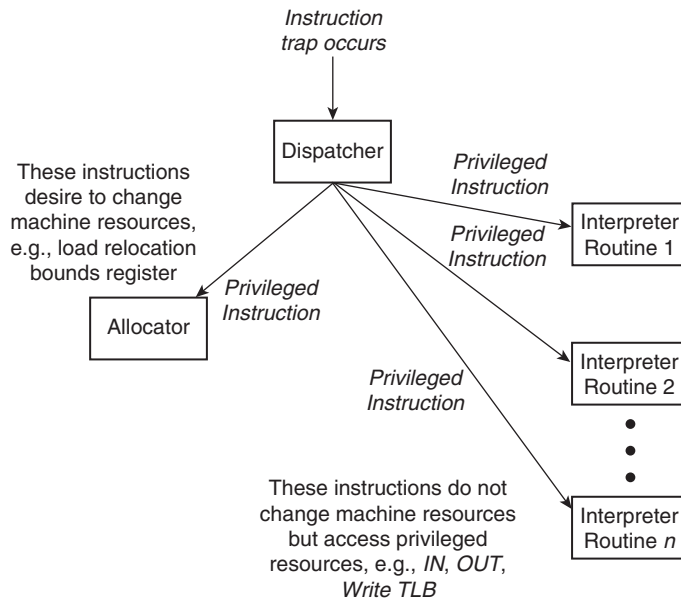 Instruction
trap occurs
Dispatcher
These instructions
desire to change
machine resources,
e.g., load relocation
bounds register
Privileged
Instruction
Interpreter
Routine 1
Privileged
Instruction
Privileged
Instruction
Allocator
Privileged
Instruction
Interpreter
Routine 2
These instructions do not
change machine resources
but access privileged
resources, e.g., IN, OUT,
Write TLB
Interpreter
Routine n